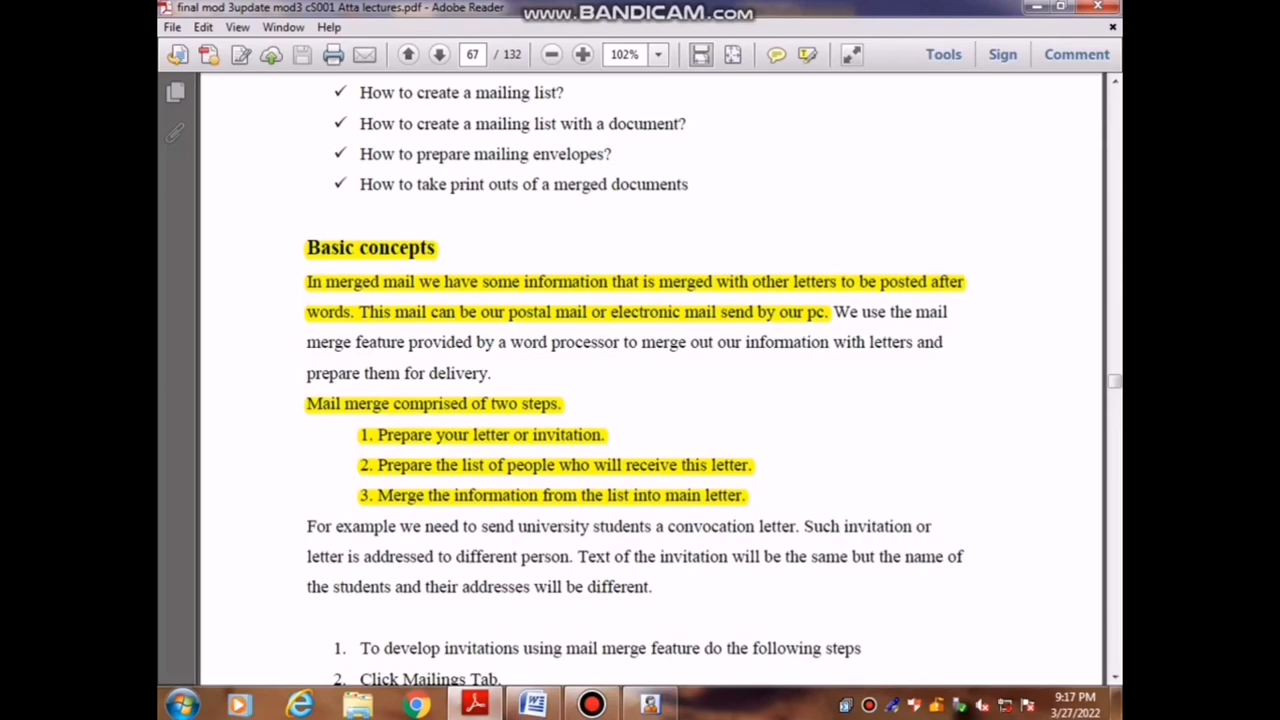 final mod 3update mod3 cS001 Atta lectures.pdf - Adobe Reader
www.BANDICAM.com
File Edit View Window Help
67 / 132 102% Tools Sign Comment
✓ How to create a mailing list?
✓ How to create a mailing list with a document?
✓ How to prepare mailing envelopes?
✓ How to take print outs of a merged documents
Basic concepts
In merged mail we have some information that is merged with other letters to be posted after
words. This mail can be our postal mail or electronic mail send by our pc. We use the mail
merge feature provided by a word processor to merge out our information with letters and
prepare them for delivery.
Mail merge comprised of two steps.
1. Prepare your letter or invitation.
2. Prepare the list of people who will receive this letter.
3. Merge the information from the list into main letter.
For example we need to send university students a convocation letter. Such invitation or
letter is addressed to different person. Text of the invitation will be the same but the name of
the students and their addresses will be different.
1. To develop invitations using mail merge feature do the following steps
2. Click Mailings Tab.
9:17 PM
3/27/2022